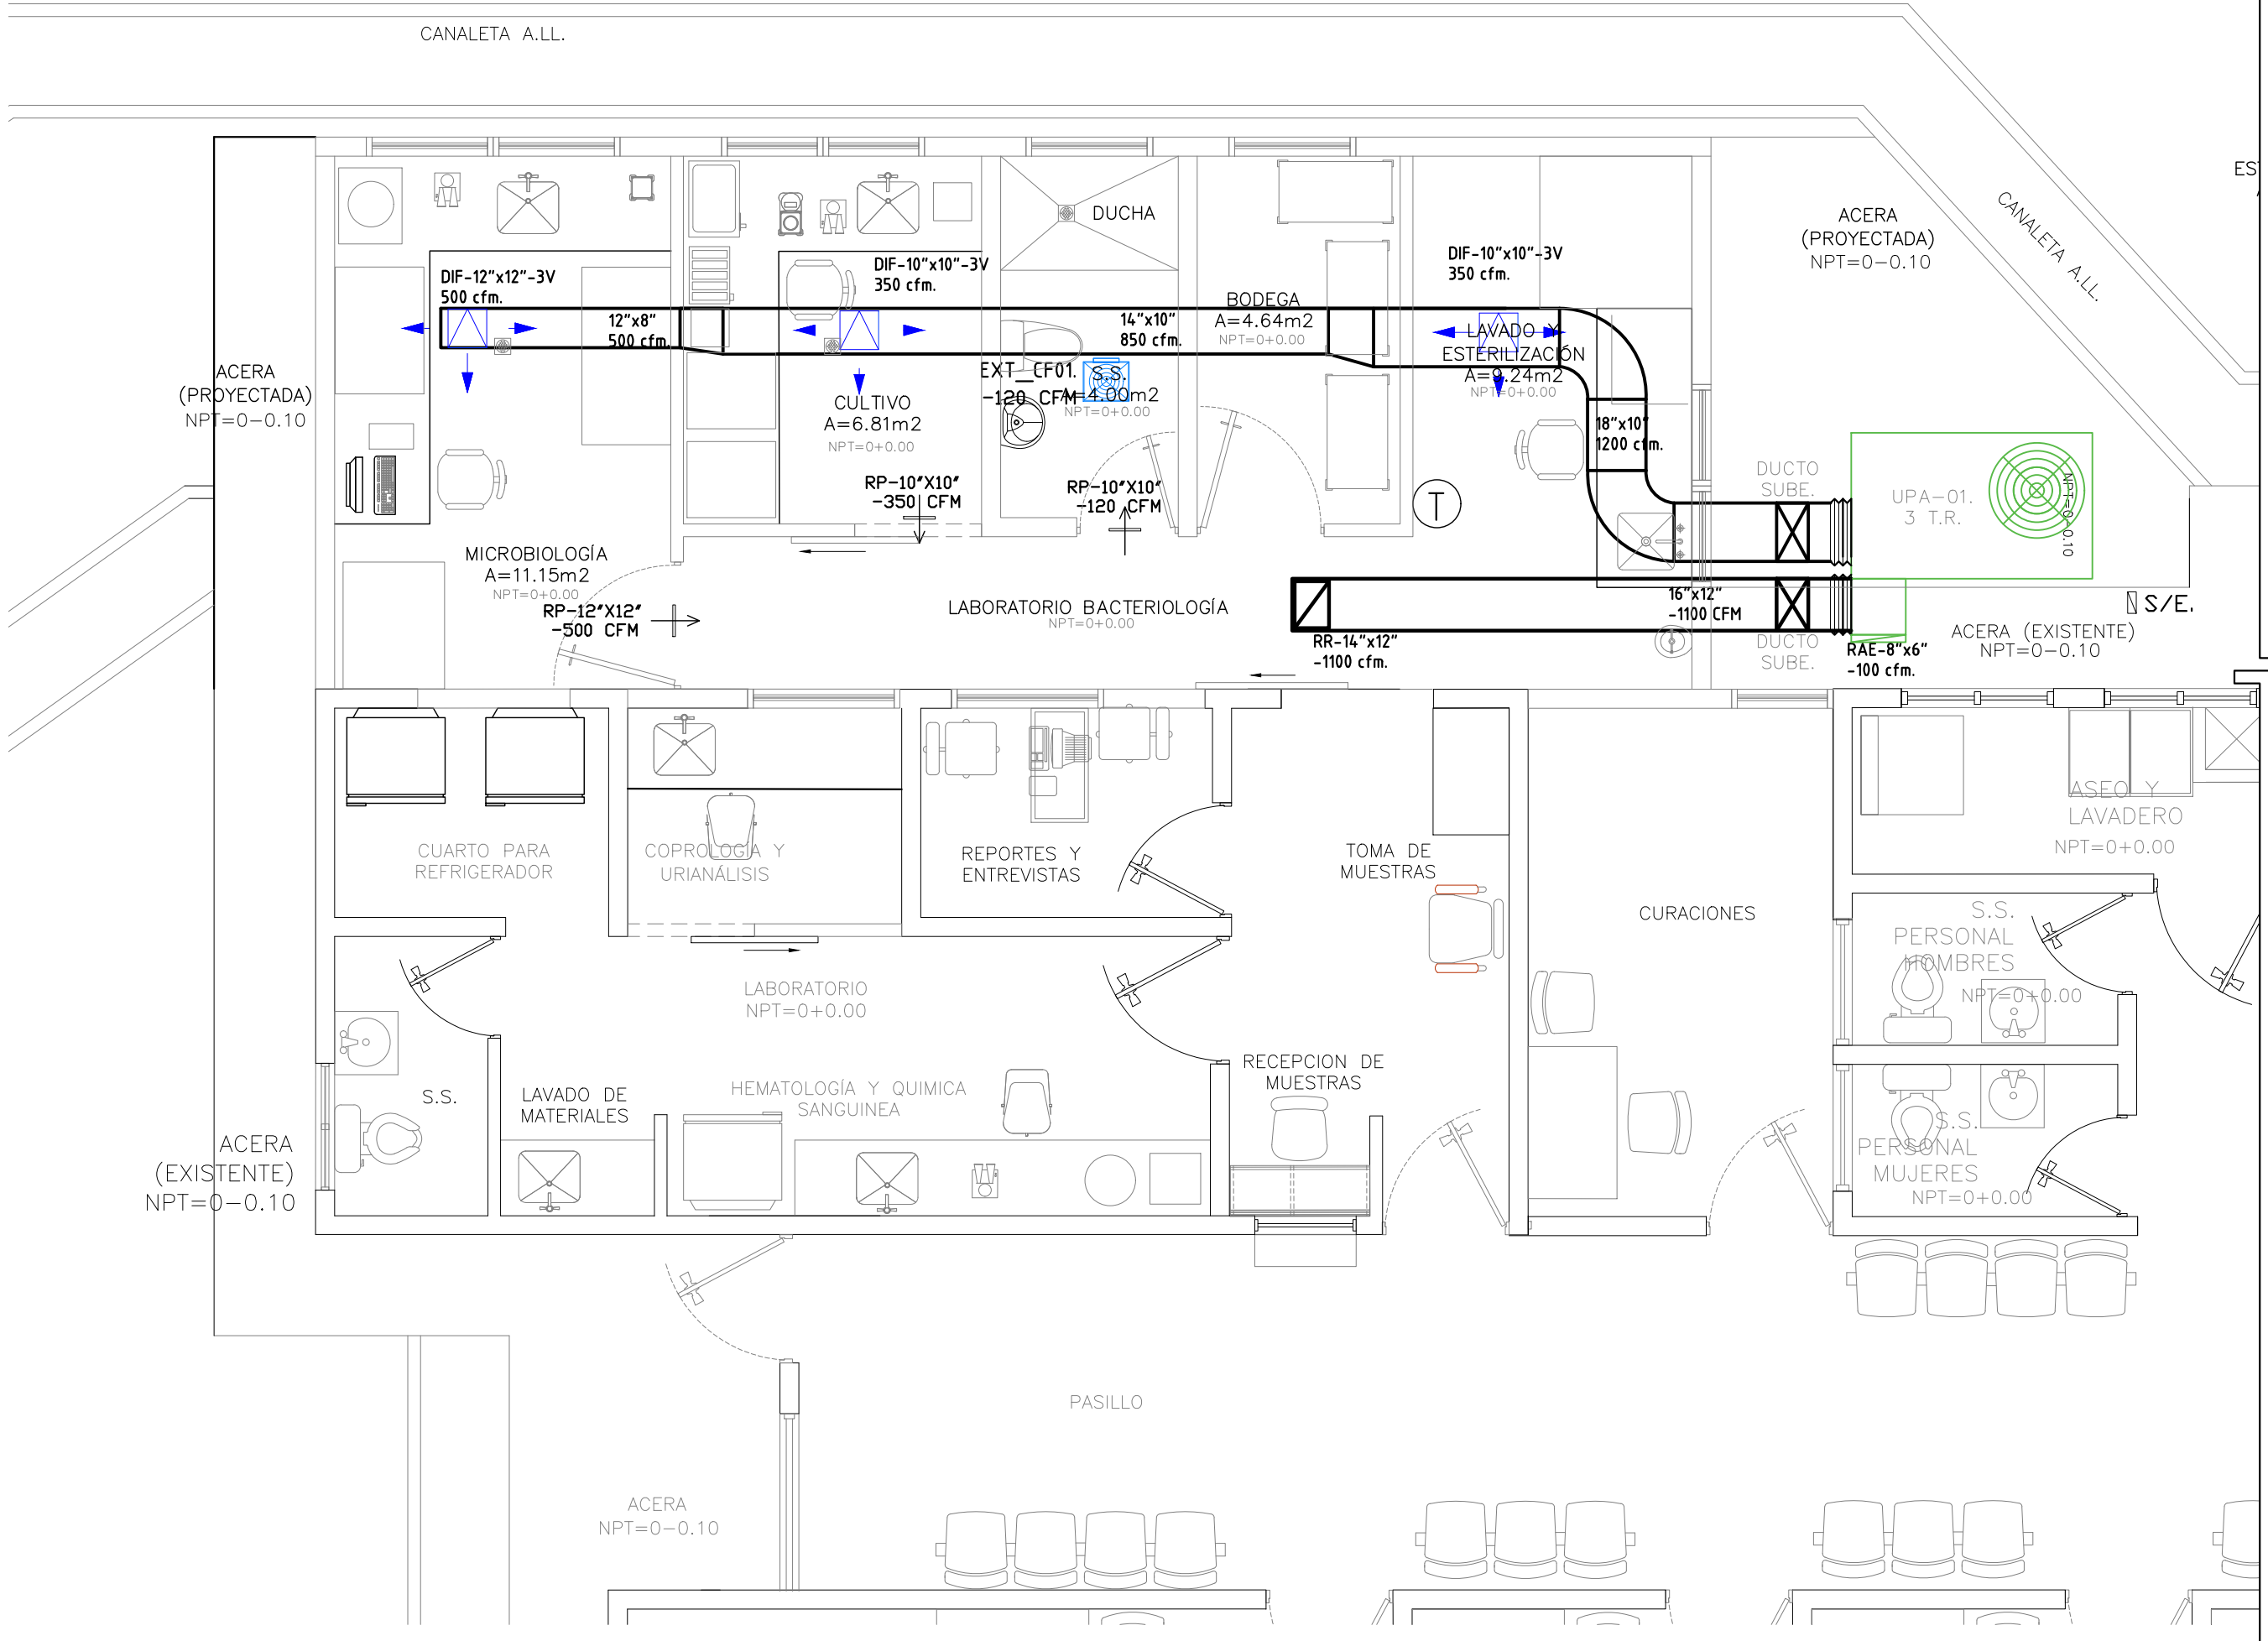 CANALETA A.LL.
CANALETA A.LL.
ACERA
(PROYECTADA)
NPT=0-0.10
DUCHA
DIF-12"x12"-3V
500 cfm.
DIF-10"x10"-3V
350 cfm.
DIF-10"x10"-3V
350 cfm.
12"x8"
500 cfm.
14"x10"
850 cfm.
BODEGA
A=4.64m2
NPT=0+0.00
LAVADO Y
ESTERILIZACIÓN
A=9.24m2
NPT=0+0.00
ACERA
(PROYECTADA)
NPT=0-0.10
EXT_CF01.
-120 CFM
S.S.
A=4.00m2
NPT=0+0.00
CULTIVO
A=6.81m2
NPT=0+0.00
18"x10"
1200 cfm.
RP-10"X10"
-350 CFM
RP-10"X10"
-120 CFM
T
DUCTO
SUBE.
UPA-01.
3 T.R.
NPT=0-0.10
MICROBIOLOGÍA
A=11.15m2
NPT=0+0.00
RP-12"X12"
-500 CFM
LABORATORIO BACTERIOLOGÍA
NPT=0+0.00
16"x12"
-1100 CFM
S/E.
RR-14"x12"
-1100 cfm.
DUCTO
SUBE.
RAE-8"x6"
-100 cfm.
ACERA (EXISTENTE)
NPT=0-0.10
CUARTO PARA
REFRIGERADOR
COPROLOGIA Y
URIANÁLISIS
REPORTES Y
ENTREVISTAS
TOMA DE
MUESTRAS
CURACIONES
ASEO Y
LAVADERO
NPT=0+0.00
S.S.
PERSONAL
HOMBRES
NPT=0+0.00
LABORATORIO
NPT=0+0.00
S.S.
LAVADO DE
MATERIALES
HEMATOLOGÍA Y QUIMICA
SANGUINEA
RECEPCION DE
MUESTRAS
S.S.
PERSONAL
MUJERES
NPT=0+0.00
ACERA
(EXISTENTE)
NPT=0-0.10
PASILLO
ACERA
NPT=0-0.10